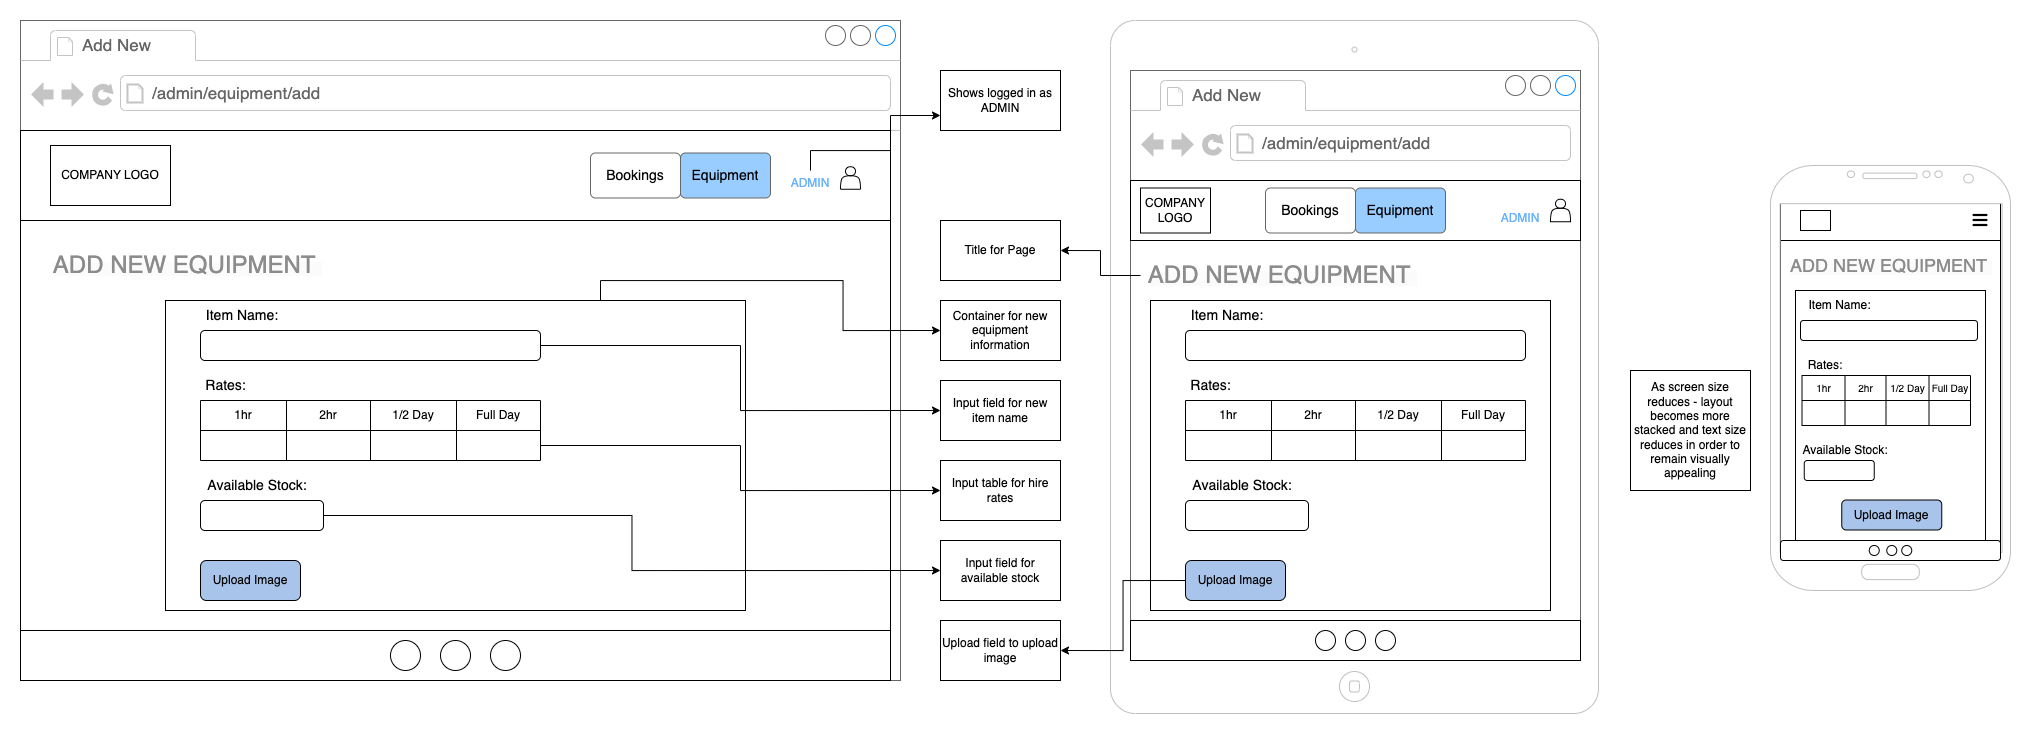 Add New
/admin/equipment/add
COMPANY LOGO
Bookings
Equipment
ADMIN
ADD NEW EQUIPMENT
Item Name:
Rates:
1hr
2hr
1/2 Day
Full Day
Available Stock:
Upload Image
Shows logged in as
ADMIN
Title for Page
Container for new
equipment
information
Input field for new
item name
Input table for hire
rates
Input field for
available stock
Upload field to upload
image
Add New
/admin/equipment/add
COMPANY
LOGO
Bookings
Equipment
ADMIN
ADD NEW EQUIPMENT
Item Name:
Rates:
1hr
2hr
1/2 Day
Full Day
Available Stock:
Upload Image
As screen size
reduces - layout
becomes more
stacked and text size
reduces in order to
remain visually
appealing
ADD NEW EQUIPMENT
Item Name:
Rates:
1hr
2hr
1/2 Day
Full Day
Available Stock:
Upload Image